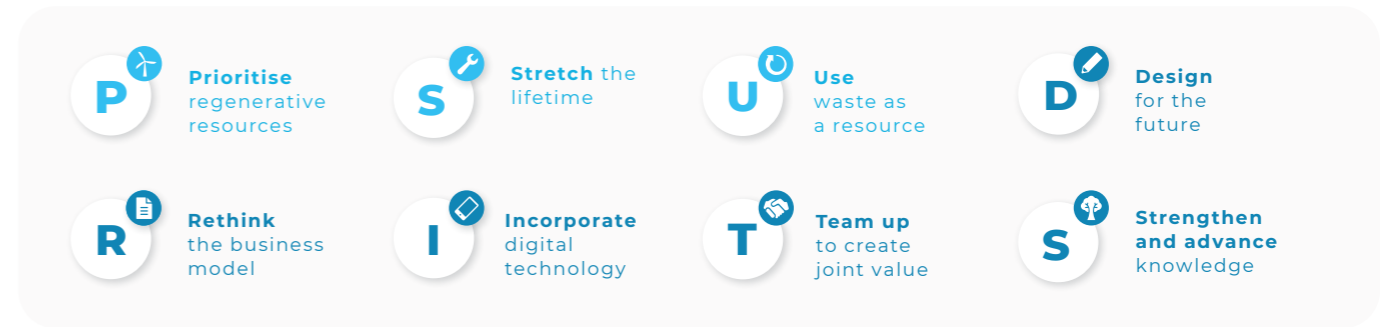 P
Prioritise
regenerative
resources
S
Stretch the
lifetime
U
Use
waste as
a resource
D
Design
for the
future
R
Rethink
the business
model
I
Incorporate
digital
technology
T
Team up
to create
joint value
S
Strengthen
and advance
knowledge